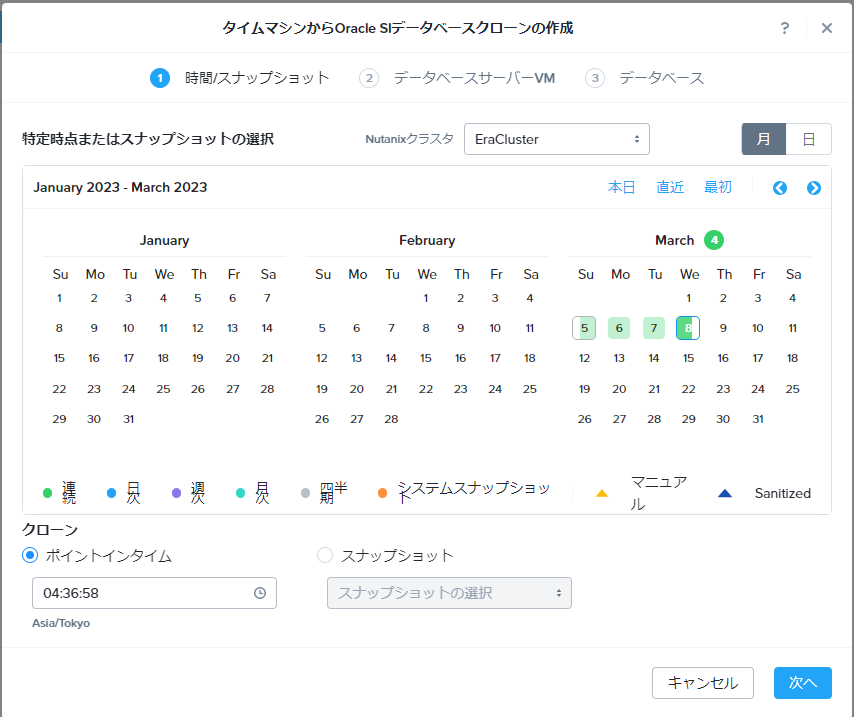 タイムマシンからOracle SIデータベースクローンの作成
?
1 時間/スナップショット 2 データベースサーバーVM 3 データベース
特定時点またはスナップショットの選択 Nutanixクラスタ EraCluster 月 日
January 2023 - March 2023 本日 直近 最初
January
Su Mo Tu We Th Fr Sa
1 2 3 4 5 6 7
8 9 10 11 12 13 14
15 16 17 18 19 20 21
22 23 24 25 26 27 28
29 30 31
February
Su Mo Tu We Th Fr Sa
1 2 3 4
5 6 7 8 9 10 11
12 13 14 15 16 17 18
19 20 21 22 23 24 25
26 27 28
March 4
Su Mo Tu We Th Fr Sa
1 2 3 4
5 6 7 8 9 10 11
12 13 14 15 16 17 18
19 20 21 22 23 24 25
26 27 28 29 30 31
連続
日次
週次
月次
四半期
システムスナップショット
マニュアル
Sanitized
クローン
ポイントインタイム スナップショット
04:36:58 スナップショットの選択
Asia/Tokyo
キャンセル 次へ